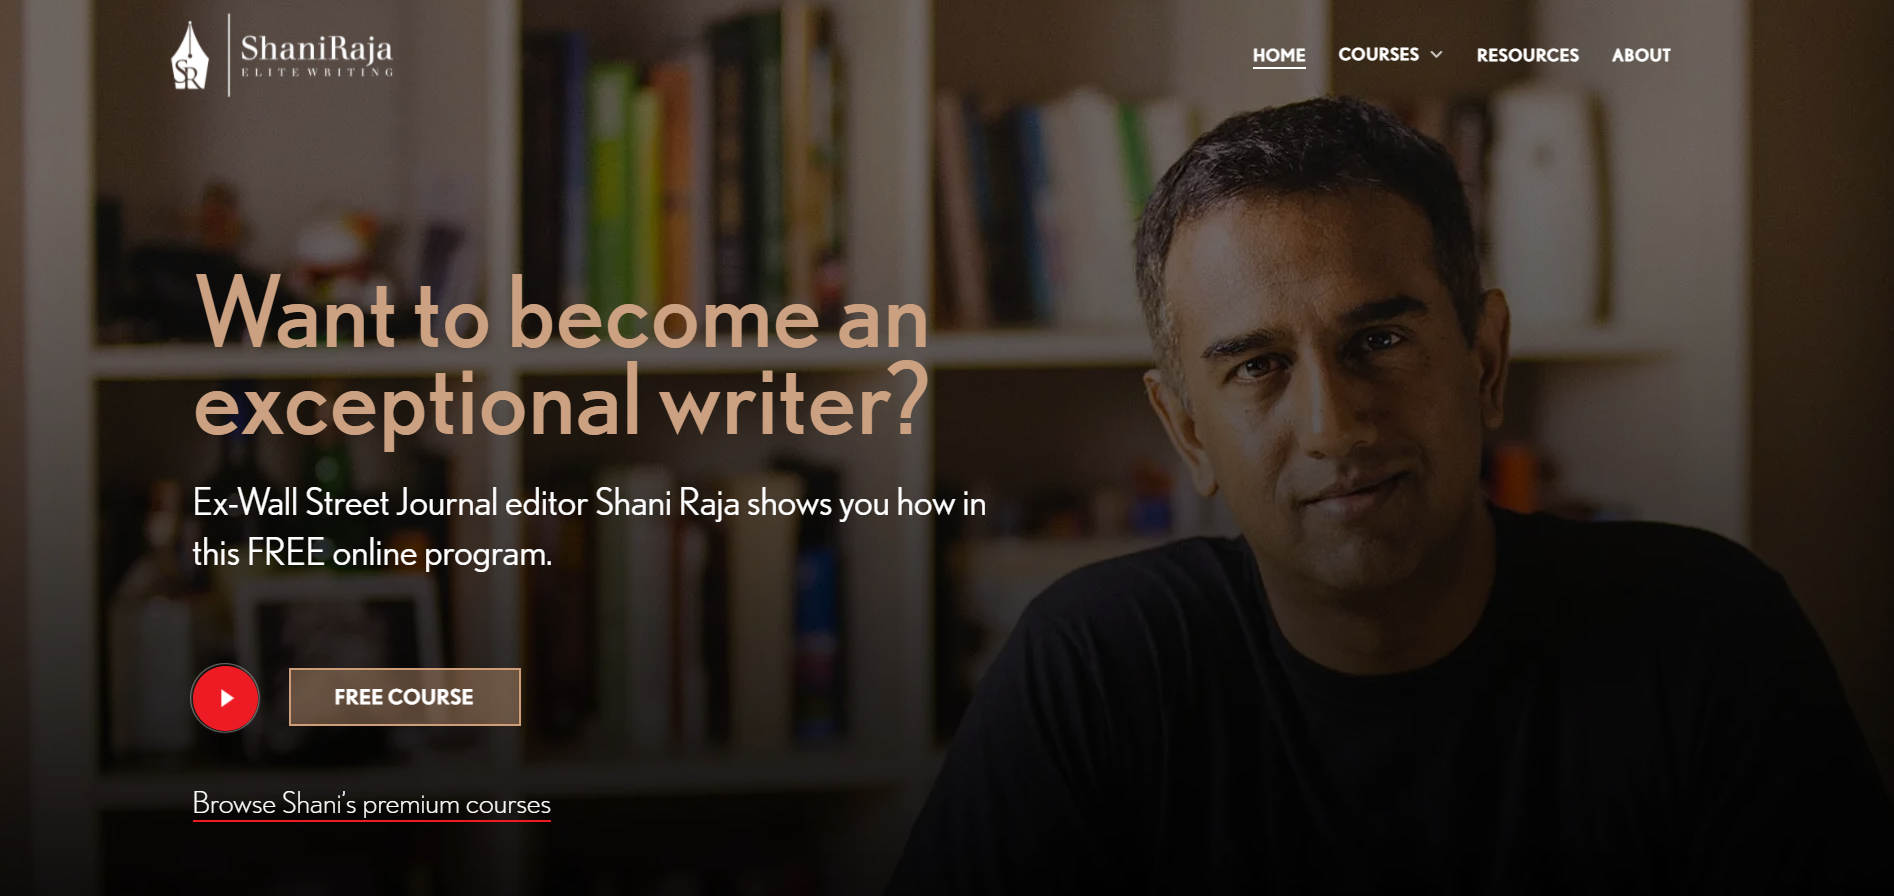 SR
ShaniRaja
ELITE WRITING
HOME COURSES RESOURCES ABOUT
Want to become an
exceptional writer?
Ex-Wall Street Journal editor Shani Raja shows you how in
this FREE online program.
FREE COURSE
Browse Shani's premium courses